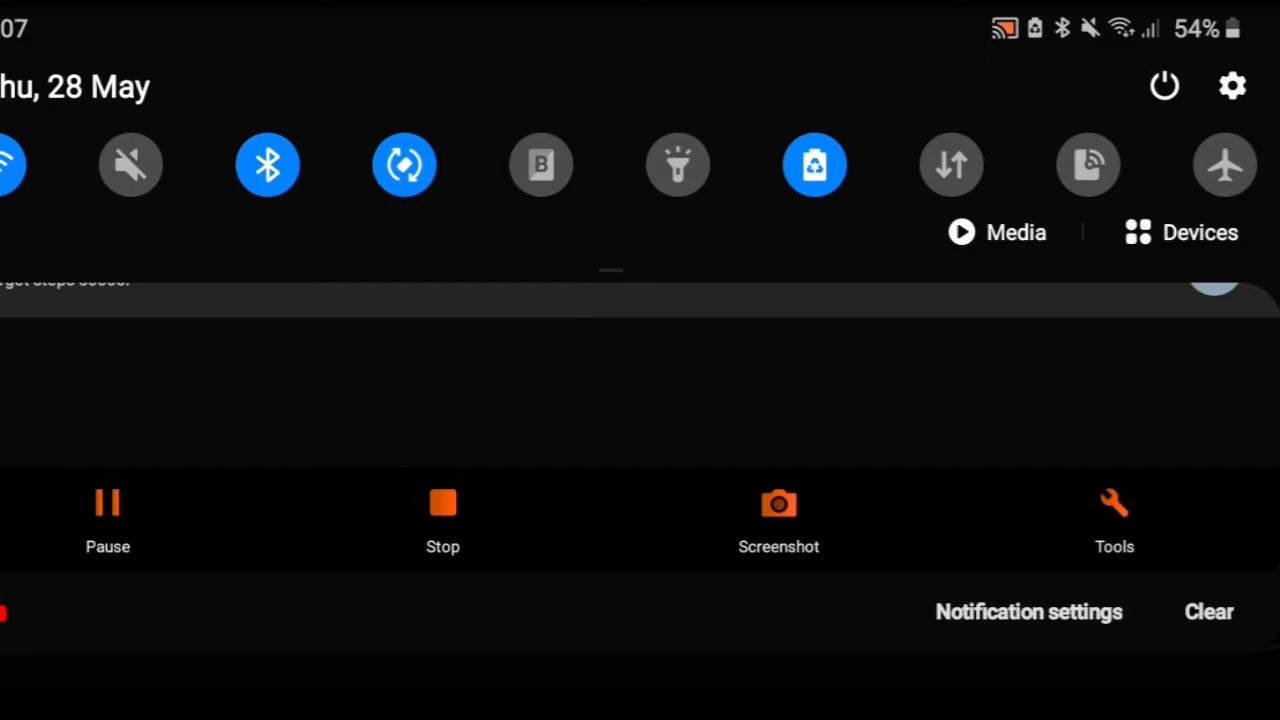 07
54%
hu, 28 May
B
Media
Devices
Pause
Stop
Screenshot
Tools
Notification settings
Clear